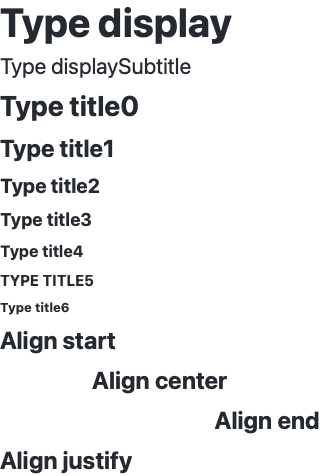 Type display
Type displaySubtitle
Type title0
Type title1
Type title2
Type title3
Type title4
TYPE TITLE5
Type title6
Align start
Align center
Align end
Align justify